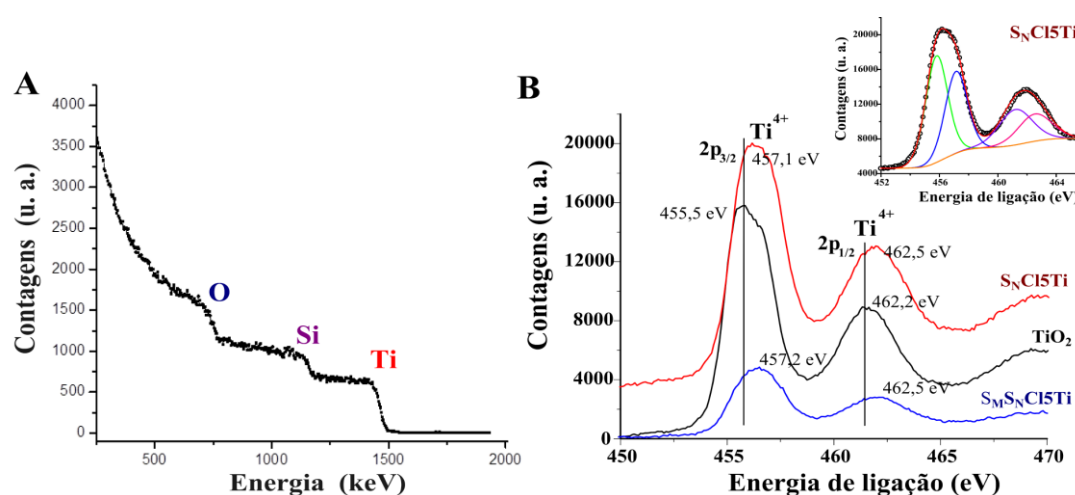 A
Contagens (u. a.)
4000
3500
3000
2500
2000
1500
1000
500
0
O
Si
Ti
500
1000
1500
2000
Energia (keV)
B
Contagens (u. a.)
20000
16000
12000
8000
4000
0
2p3/2
Ti4+
457,1 eV
455,5 eV
2p1/2
Ti4+
462,5 eV
462,2 eV
457,2 eV
462,5 eV
SNCl5Ti
TiO2
SMSNCl5Ti
450
455
460
465
470
Energia de ligação (eV)
SNCl5Ti
Contagens (u. a.)
20000
16000
12000
8000
4000
452
456
460
464
Energia de ligação (eV)